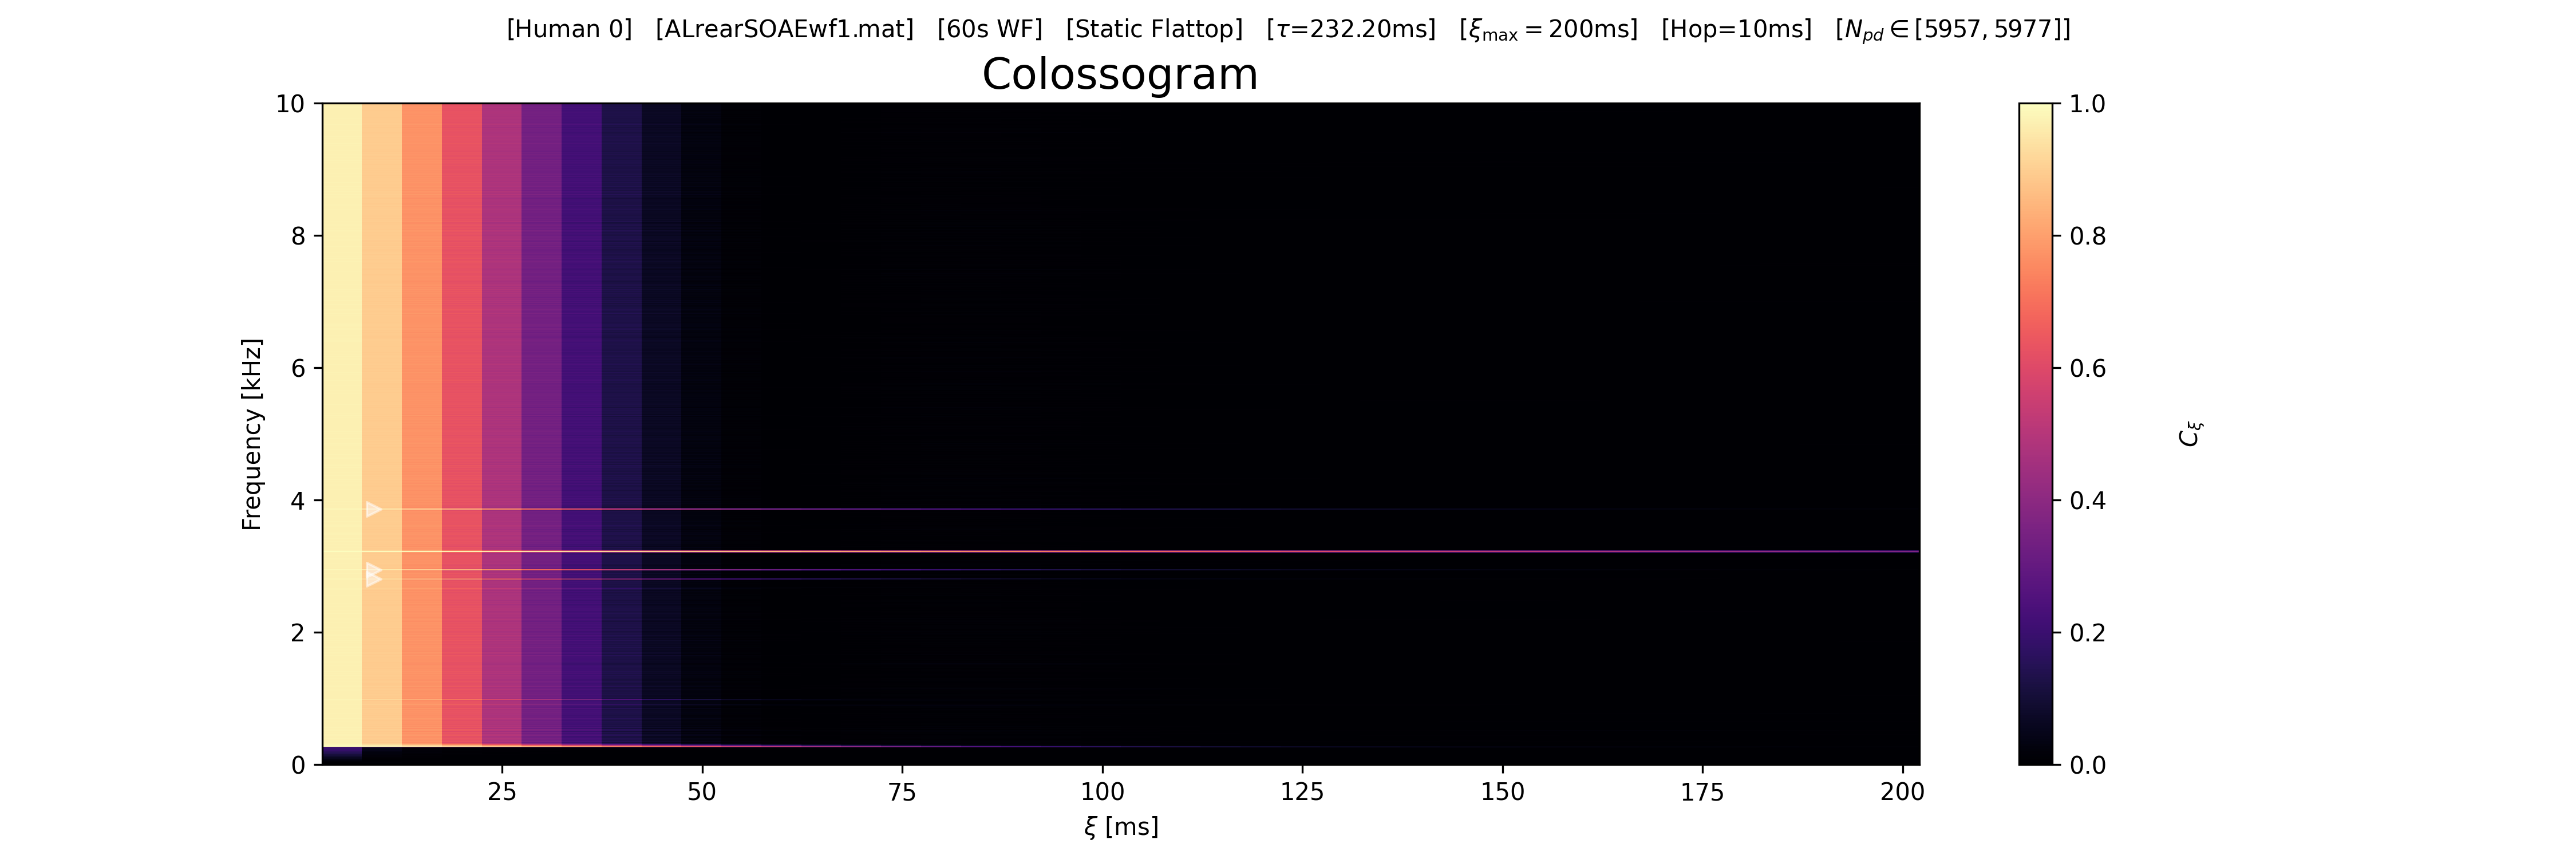 [Human 0] [ALrearSOAEwf1.mat] [60s WF] [Static Flattop] [τ=232.20ms] [ξmax = 200ms] [Hop=10ms] [Npd ∈ [5957, 5977]]
Colossogram
10
8
6
4
2
0
Frequency [kHz]
25 50 75 100 125 150 175 200
ξ [ms]
1.0
0.8
0.6
0.4
0.2
0.0
Cξ